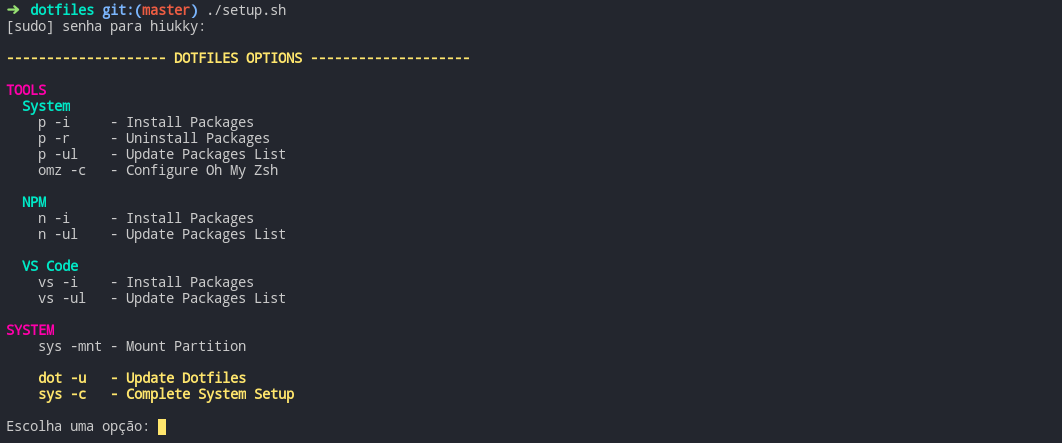 ➜  dotfiles git:(master) ./setup.sh
[sudo] senha para hiukky:
-------------------- DOTFILES OPTIONS --------------------
TOOLS
System
p -i     - Install Packages
p -r     - Uninstall Packages
p -ul    - Update Packages List
omz -c   - Configure Oh My Zsh
NPM
n -i     - Install Packages
n -ul    - Update Packages List
VS Code
vs -i    - Install Packages
vs -ul   - Update Packages List
SYSTEM
sys -mnt - Mount Partition
dot -u   - Update Dotfiles
sys -c   - Complete System Setup
Escolha uma opção: